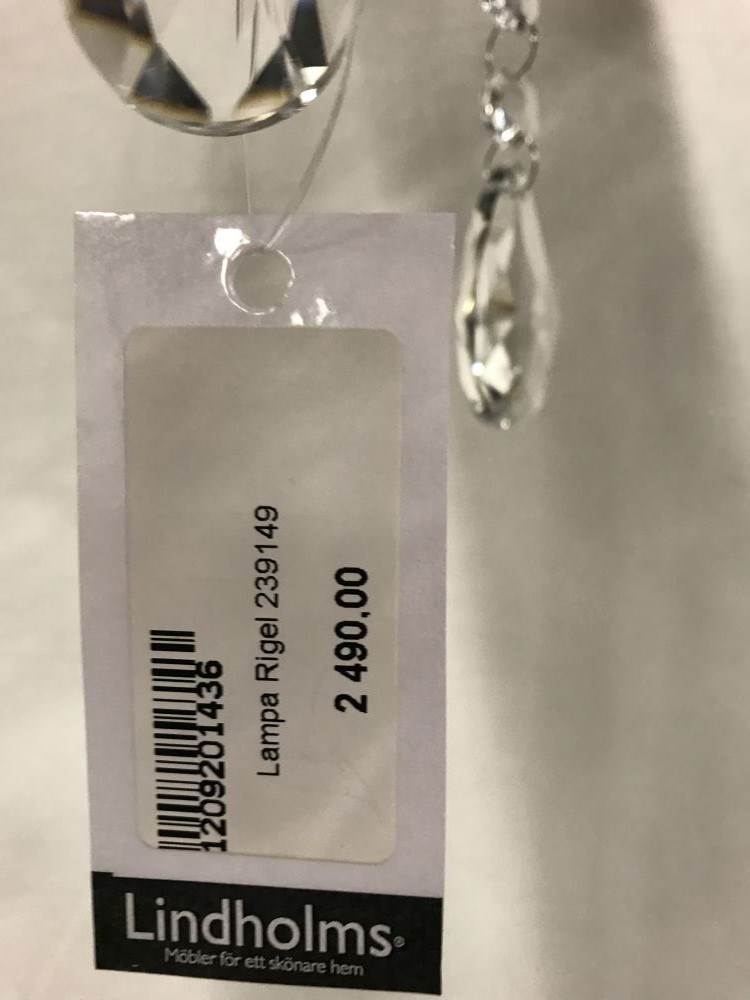 1209201436
Lampa Rigel 239149
2 490,00
Lindholms®
Möbler för ett skönare hem